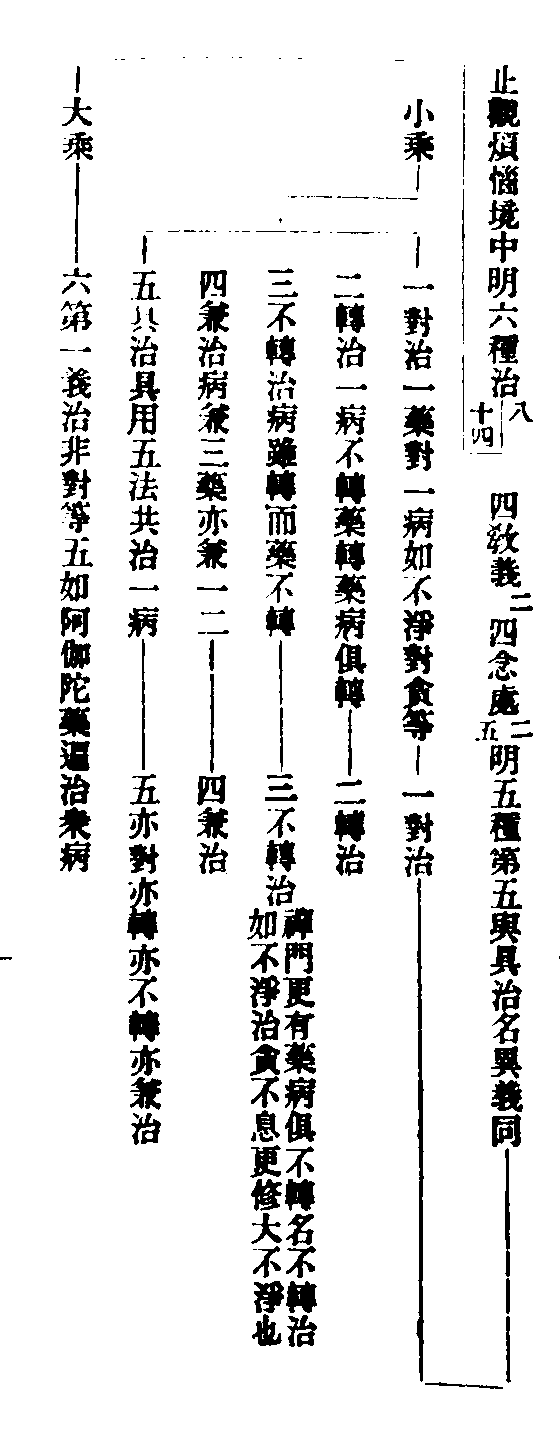 止觀煩惱境中明六種治八十四　四教義二　四念處二五明五種第五與具治名異義同
小乘
一對治一藥對一病如不淨對貪等　一對治
二轉治一病不轉藥轉藥病俱轉　二轉治
三不轉治病雖轉而藥不轉　三不轉治　禪門更有藥病俱不轉名不轉治
如不淨治貪不息更修大不淨也
四兼治病兼三藥亦兼一二　四兼治
五具治具用五法共治一病　五亦對亦轉亦不轉亦兼治
大乘
六第一義治非對等五如阿伽陀藥遍治衆病